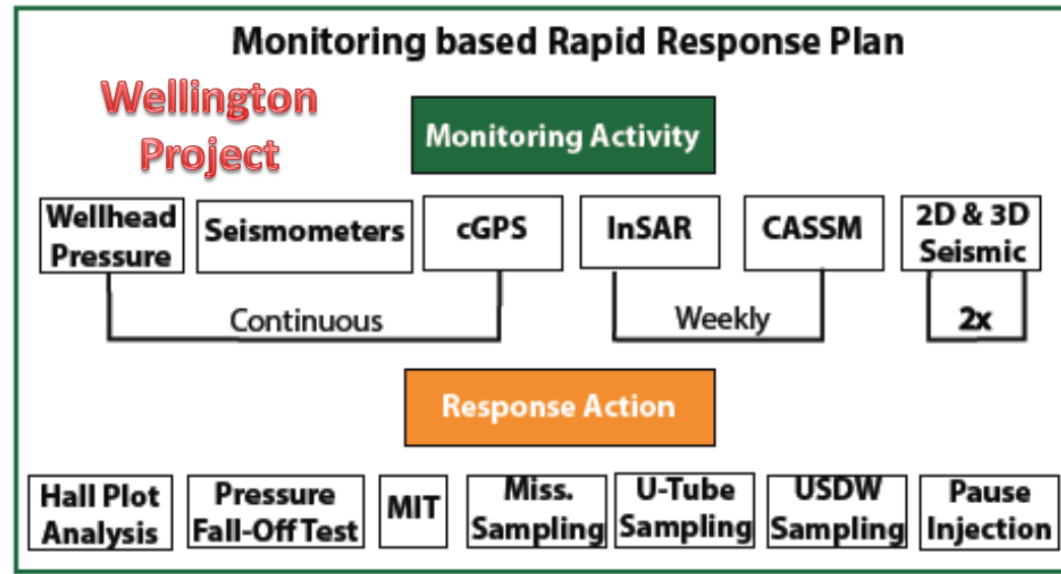 Monitoring based Rapid Response Plan
Wellington
Project
Monitoring Activity
Wellhead
Pressure
Seismometers
cGPS
InSAR
CASSM
2D & 3D
Seismic
Continuous
Weekly
2x
Response Action
Hall Plot
Analysis
Pressure
Fall-Off Test
MIT
Miss.
Sampling
U-Tube
Sampling
USDW
Sampling
Pause
Injection